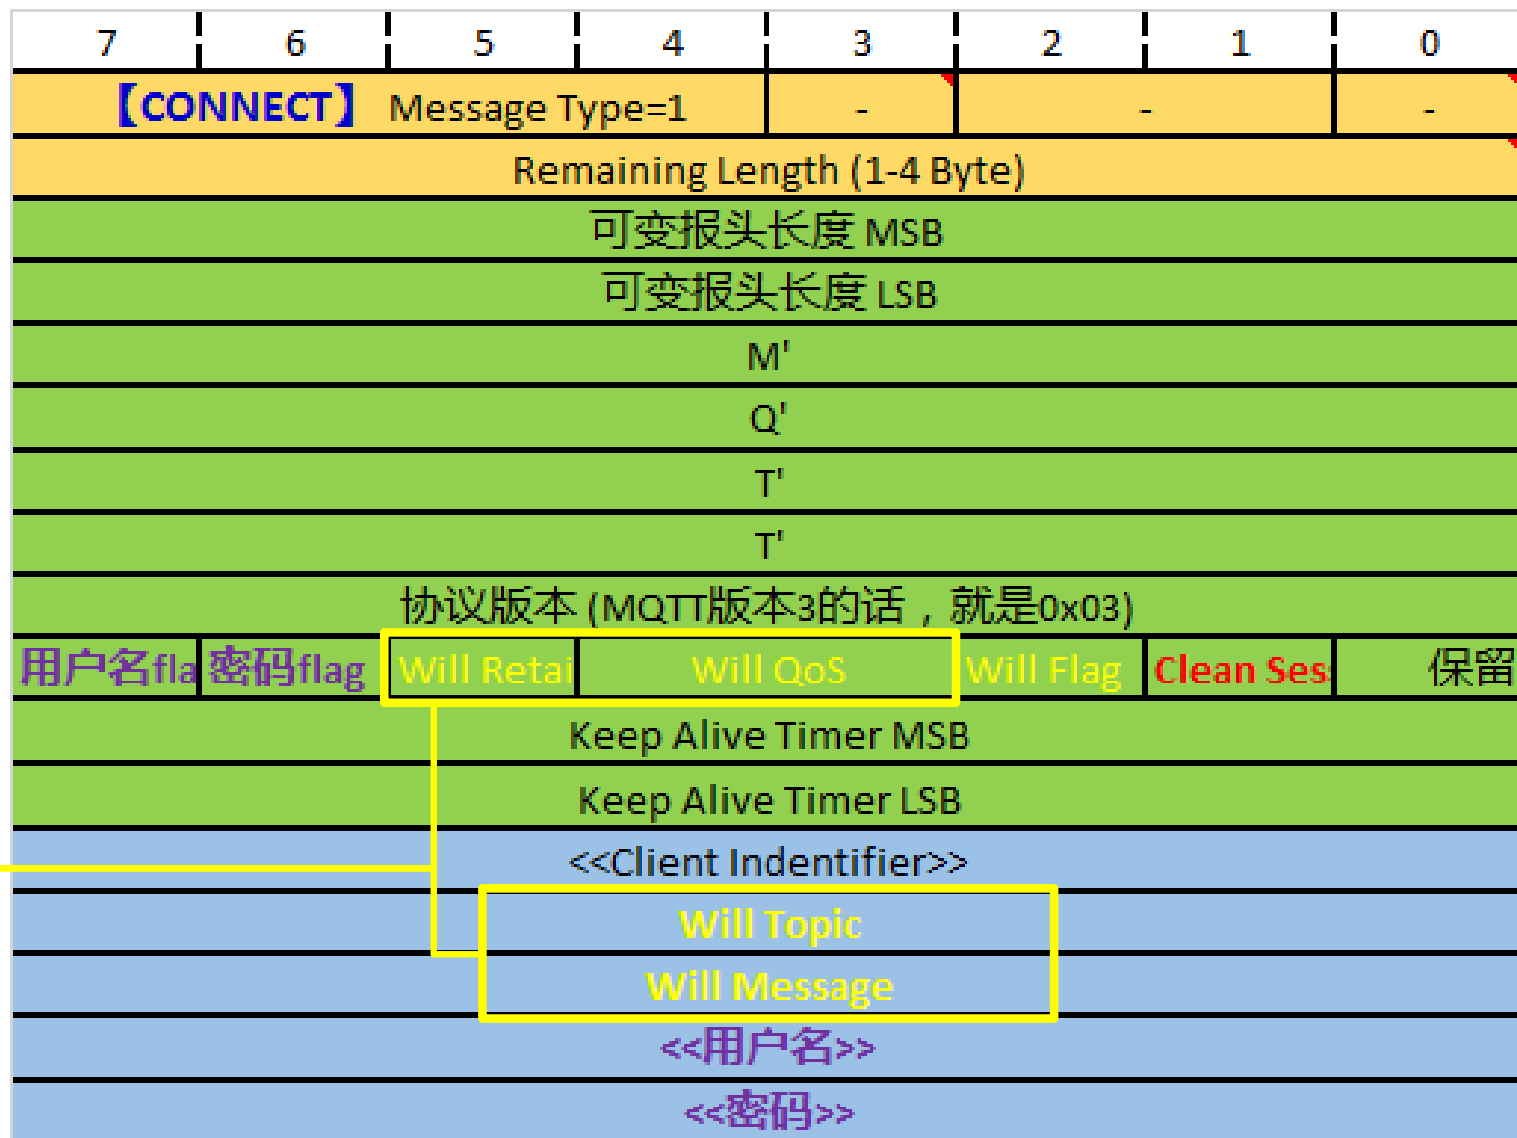 7 6 5 4 3 2 1 0
【CONNECT】 Message Type=1 - - -
Remaining Length (1-4 Byte)
可变报头长度 MSB
可变报头长度 LSB
M'
Q'
T'
T'
协议版本 (MQTT版本3的话，就是0x03)
用户名fla 密码flag Will Retai Will QoS Will Flag Clean Ses 保留
Keep Alive Timer MSB
Keep Alive Timer LSB
<<Client Indentifier>>
Will Topic
Will Message
<<用户名>>
<<密码>>